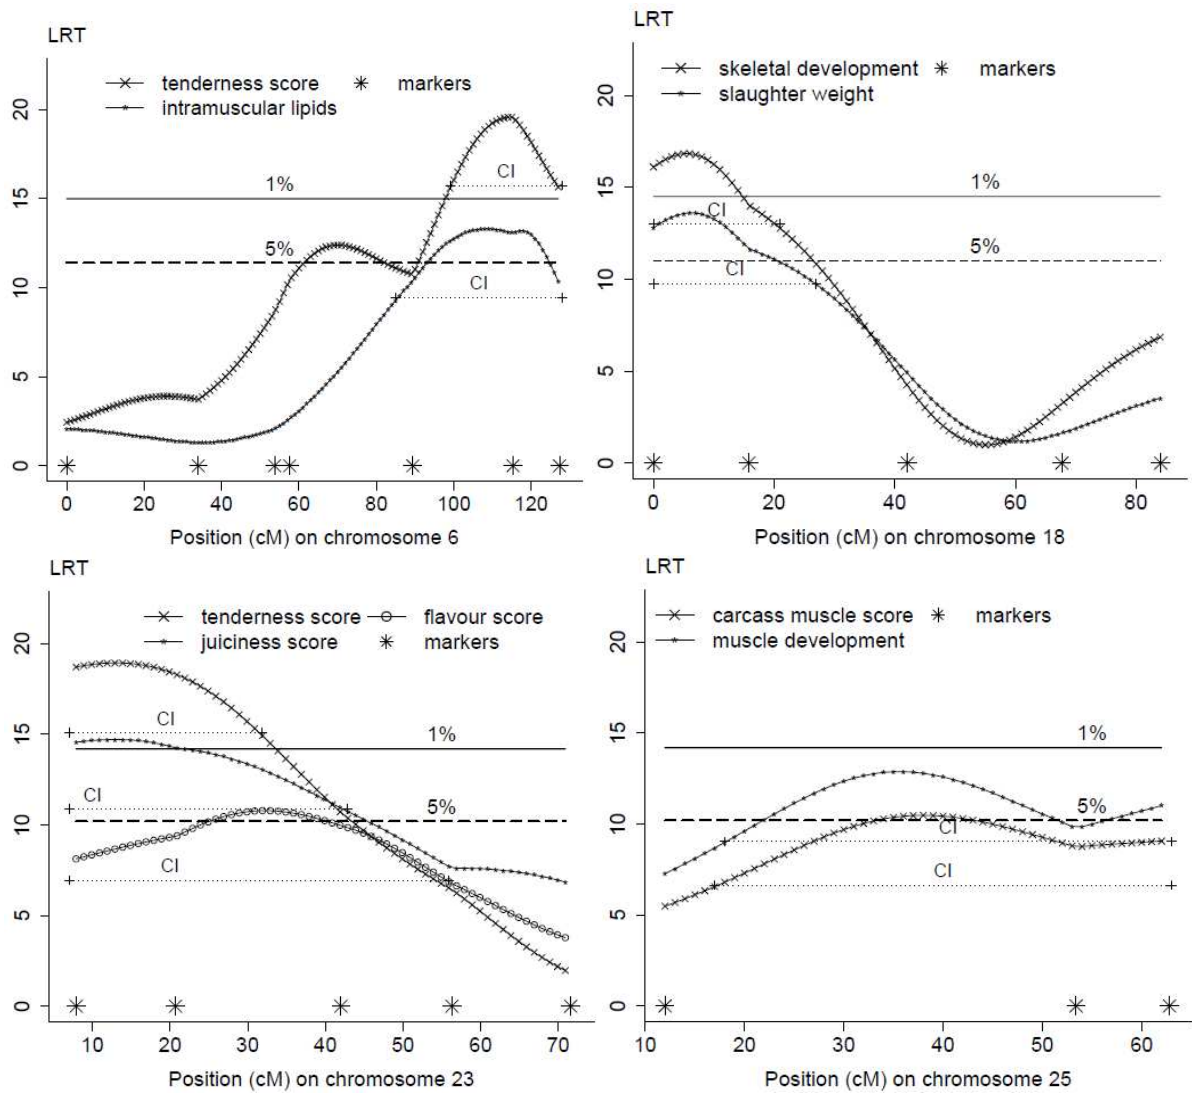 LRT
tenderness score markers
intramuscular lipids
20
15
10
5
0
1%
5%
CI
CI
0 20 40 60 80 100 120
Position (cM) on chromosome 6
LRT
skeletal development markers
slaughter weight
20
15
10
5
0
1%
CI
5%
CI
0 20 40 60 80
Position (cM) on chromosome 18
LRT
tenderness score flavour score
juiciness score markers
20
15
10
5
0
CI
1%
CI
5%
CI
10 20 30 40 50 60 70
Position (cM) on chromosome 23
LRT
carcass muscle score markers
muscle development
20
15
10
5
0
1%
5%
CI
CI
10 20 30 40 50 60
Position (cM) on chromosome 25